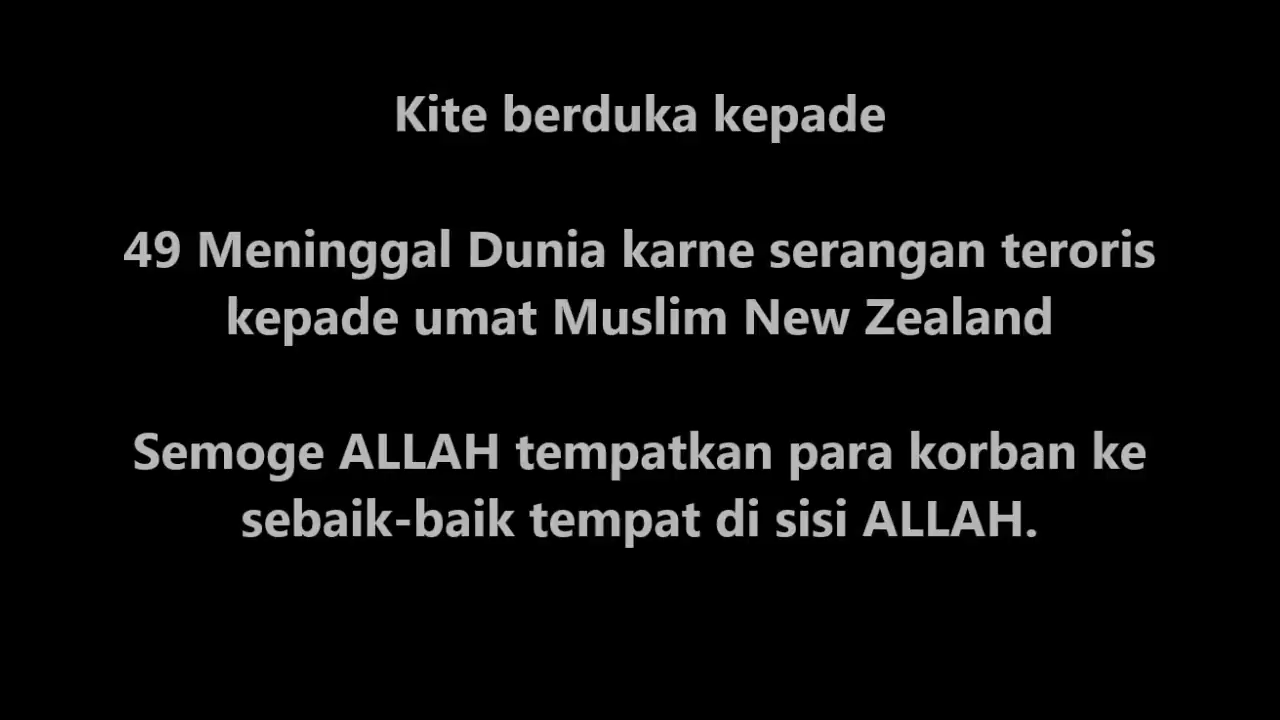 Kite berduka kepade
49 Meninggal Dunia karne serangan teroris
kepade umat Muslim New Zealand
Semoge ALLAH tempatkan para korban ke
sebaik-baik tempat di sisi ALLAH.